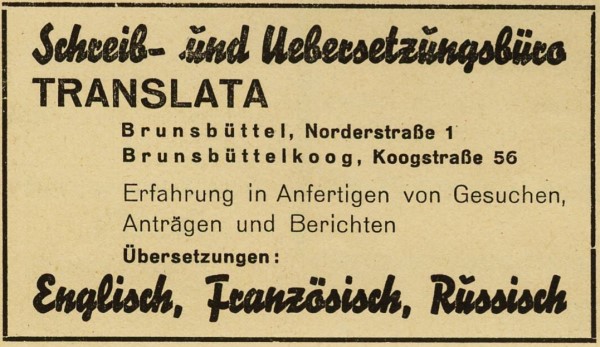 Schreib- und Uebersetzungsbüro
TRANSLATA
Brunsbüttel, Norderstraße 1
Brunsbüttelkoog, Koogstraße 56
Erfahrung in Anfertigen von Gesuchen,
Anträgen und Berichten
Übersetzungen:
Englisch, Französisch, Russisch